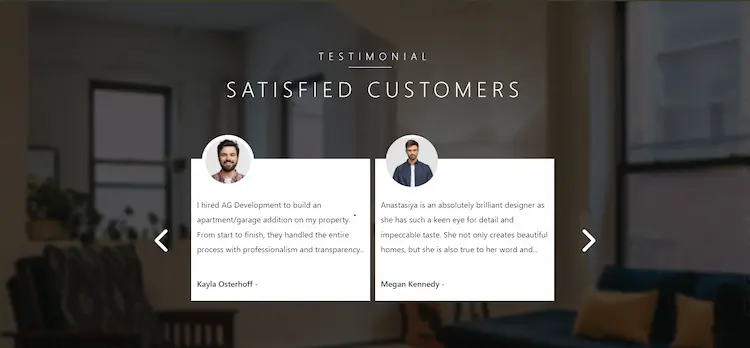 TESTIMONIAL
SATISFIED CUSTOMERS
I hired AG Development to build an
apartment/garage addition on my property.
From start to finish, they handled the entire
process with professionalism and transparency..
Kayla Osterhoff -
Anastasiya is an absolutely brilliant designer as
she has such a keen eye for detail and
impeccable taste. She not only creates beautiful
homes, but she is also true to her word and...
Megan Kennedy -